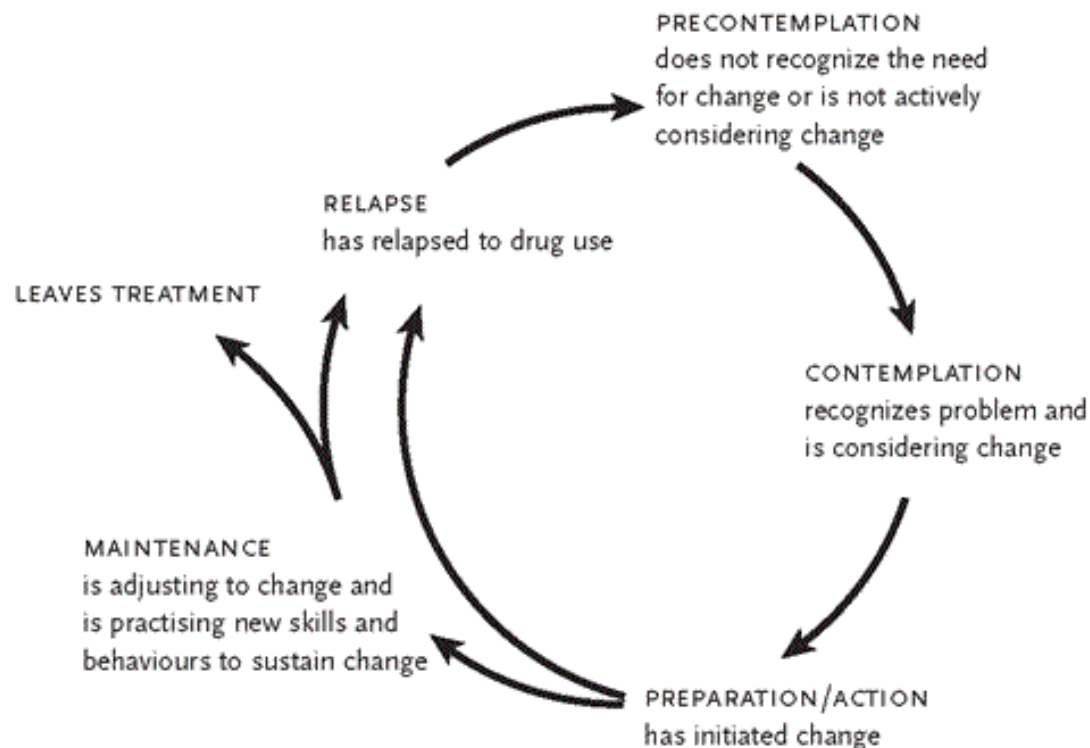 PRECONTEMPLATION
does not recognize the need
for change or is not actively
considering change
RELAPSE
has relapsed to drug use
LEAVES TREATMENT
CONTEMPLATION
recognizes problem and
is considering change
MAINTENANCE
is adjusting to change and
is practising new skills and
behaviours to sustain change
PREPARATION/ACTION
has initiated change